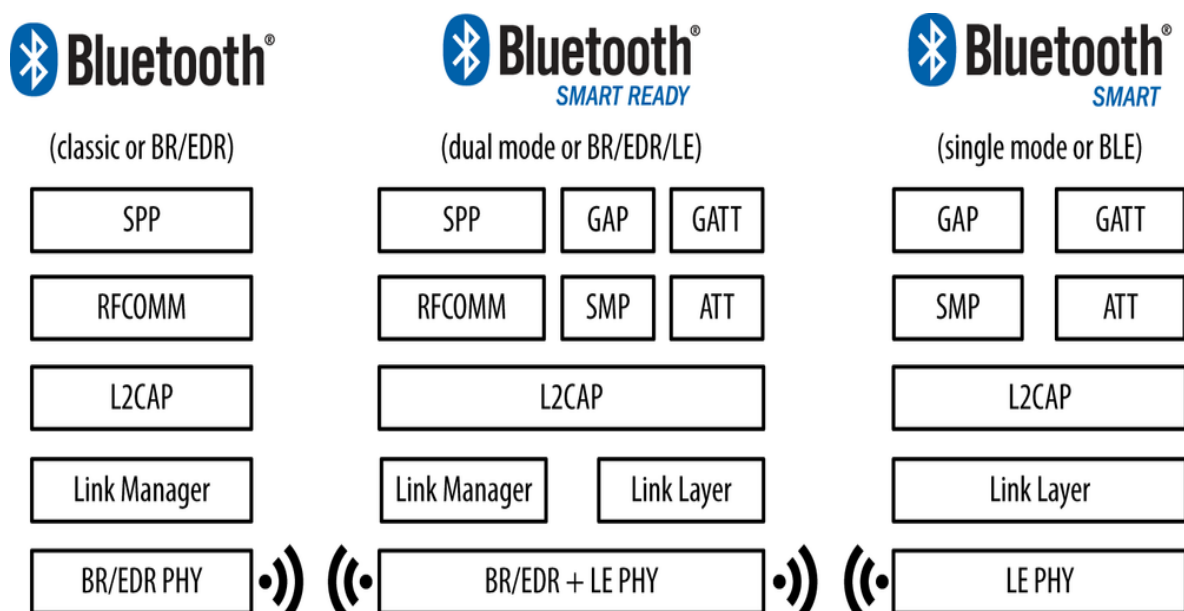 Bluetooth®
(classic or BR/EDR)
SPP
RFCOMM
L2CAP
Link Manager
BR/EDR PHY
Bluetooth®
SMART READY
(dual mode or BR/EDR/LE)
SPP GAP GATT
RFCOMM SMP ATT
L2CAP
Link Manager Link Layer
BR/EDR + LE PHY
Bluetooth®
SMART
(single mode or BLE)
GAP GATT
SMP ATT
L2CAP
Link Layer
LE PHY